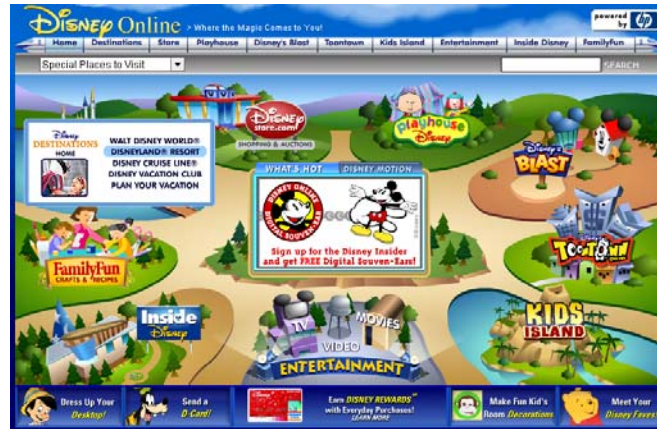 Disney Online > Where the Magic Comes to You!
powered
by hp
Home Destinations Store Playhouse Disney's Blast Toontown Kids Island Entertainment Inside Disney FamilyFun
Special Places to Visit
SEARCH
Disney
DESTINATIONS
HOME
WALT DISNEY WORLD®
DISNEYLAND® RESORT
DISNEY CRUISE LINE®
DISNEY VACATION CLUB
PLAN YOUR VACATION
Disney
store.com
SHOPPING & AUCTIONS
playhouse
Disney
Disney's
BLAST
WHAT'S HOT DISNEY MOTION
DISNEY ONLINE
DIGITAL SOUVEN-EAR
Sign up for the Disney Insider
and get FREE Digital Souven-Ears!
TOONTOWN
FamilyFun
CRAFTS & RECIPES
Inside
Disney
TV
MOVIES
VIDEO
ENTERTAINMENT
KIDS
ISLAND
Dress Up Your
Desktop!
Send a
D-Card!
Earn DISNEY REWARDS
with Everyday Purchases!
LEARN MORE
Make Fun Kid's
Room Decorations
Meet Your
Disney Faves!